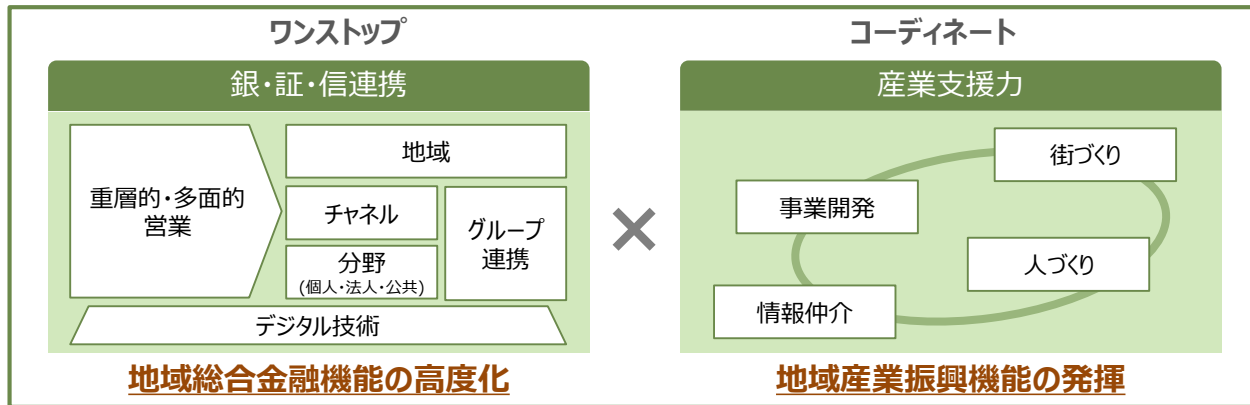 ワンストップ
銀・証・信連携
重層的・多面的
営業
地域
チャネル
分野
(個人・法人・公共)
グループ
連携
デジタル技術
地域総合金融機能の高度化
×
コーディネート
産業支援力
街づくり
事業開発
人づくり
情報仲介
地域産業振興機能の発揮